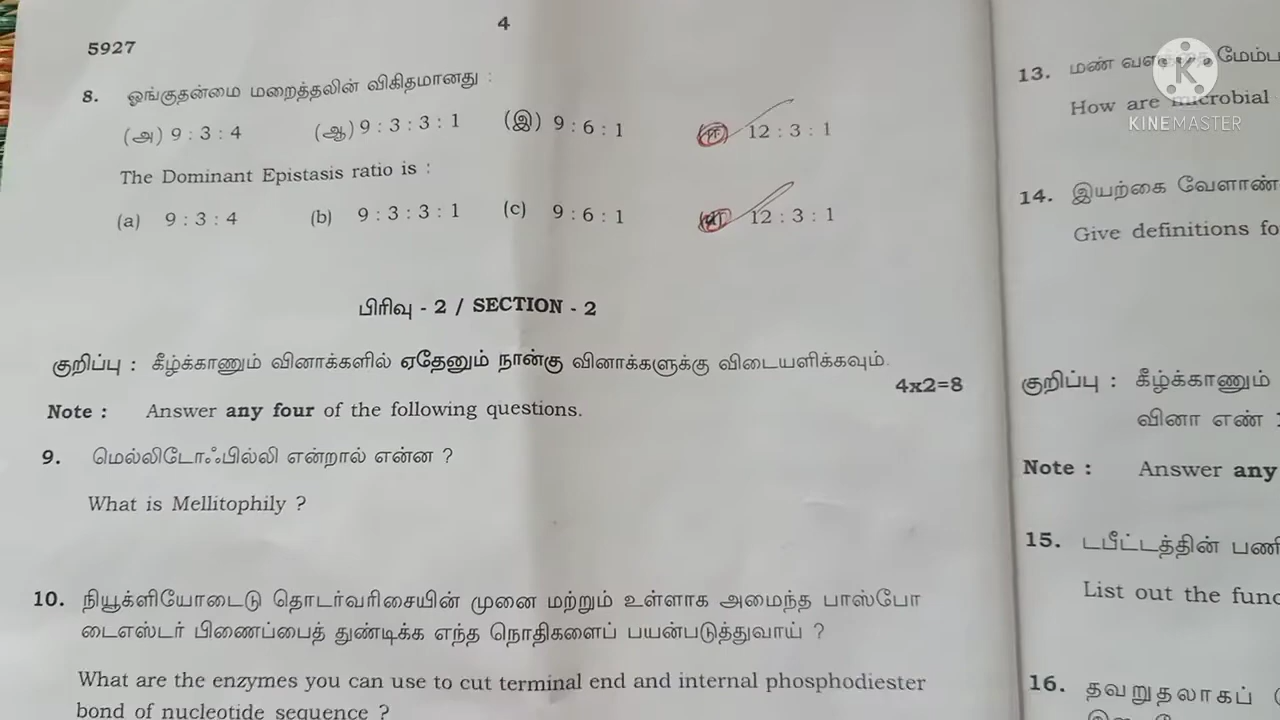 4
5927
8. ஓங்குதன்மை மறைத்தலின் விகிதமானது :
(அ) 9 : 3 : 4 (ஆ) 9 : 3 : 3 : 1 (இ) 9 : 6 : 1 12 : 3 : 1
The Dominant Epistasis ratio is :
(a) 9 : 3 : 4 (b) 9 : 3 : 3 : 1 (c) 9 : 6 : 1 12 : 3 : 1
பிரிவு - 2 / SECTION - 2
குறிப்பு : கீழ்க்காணும் வினாக்களில் ஏதேனும் நான்கு வினாக்களுக்கு விடையளிக்கவும்.
4x2=8
Note : Answer any four of the following questions.
9. மெல்லிடோஃபில்லி என்றால் என்ன ?
What is Mellitophily ?
10. நியூக்ளியோடைடு தொடர்வரிசையின் முனை மற்றும் உள்ளாக அமைந்த பாஸ்போ
டைஎஸ்டர் பிணைப்பைத் துண்டிக்க எந்த நொதிகளைப் பயன்படுத்துவாய் ?
What are the enzymes you can use to cut terminal end and internal phosphodiester
bond of nucleotide sequence ?
13. மண்
How are microbial
14. இயற்கை வேளாண்
Give definitions fo
குறிப்பு : கீழ்க்காணும்
வினா எண்
Note : Answer any
15. டபீட்டத்தின் பணி
List out the func
16. தவறுதலாகப்
K
KINEMASTER